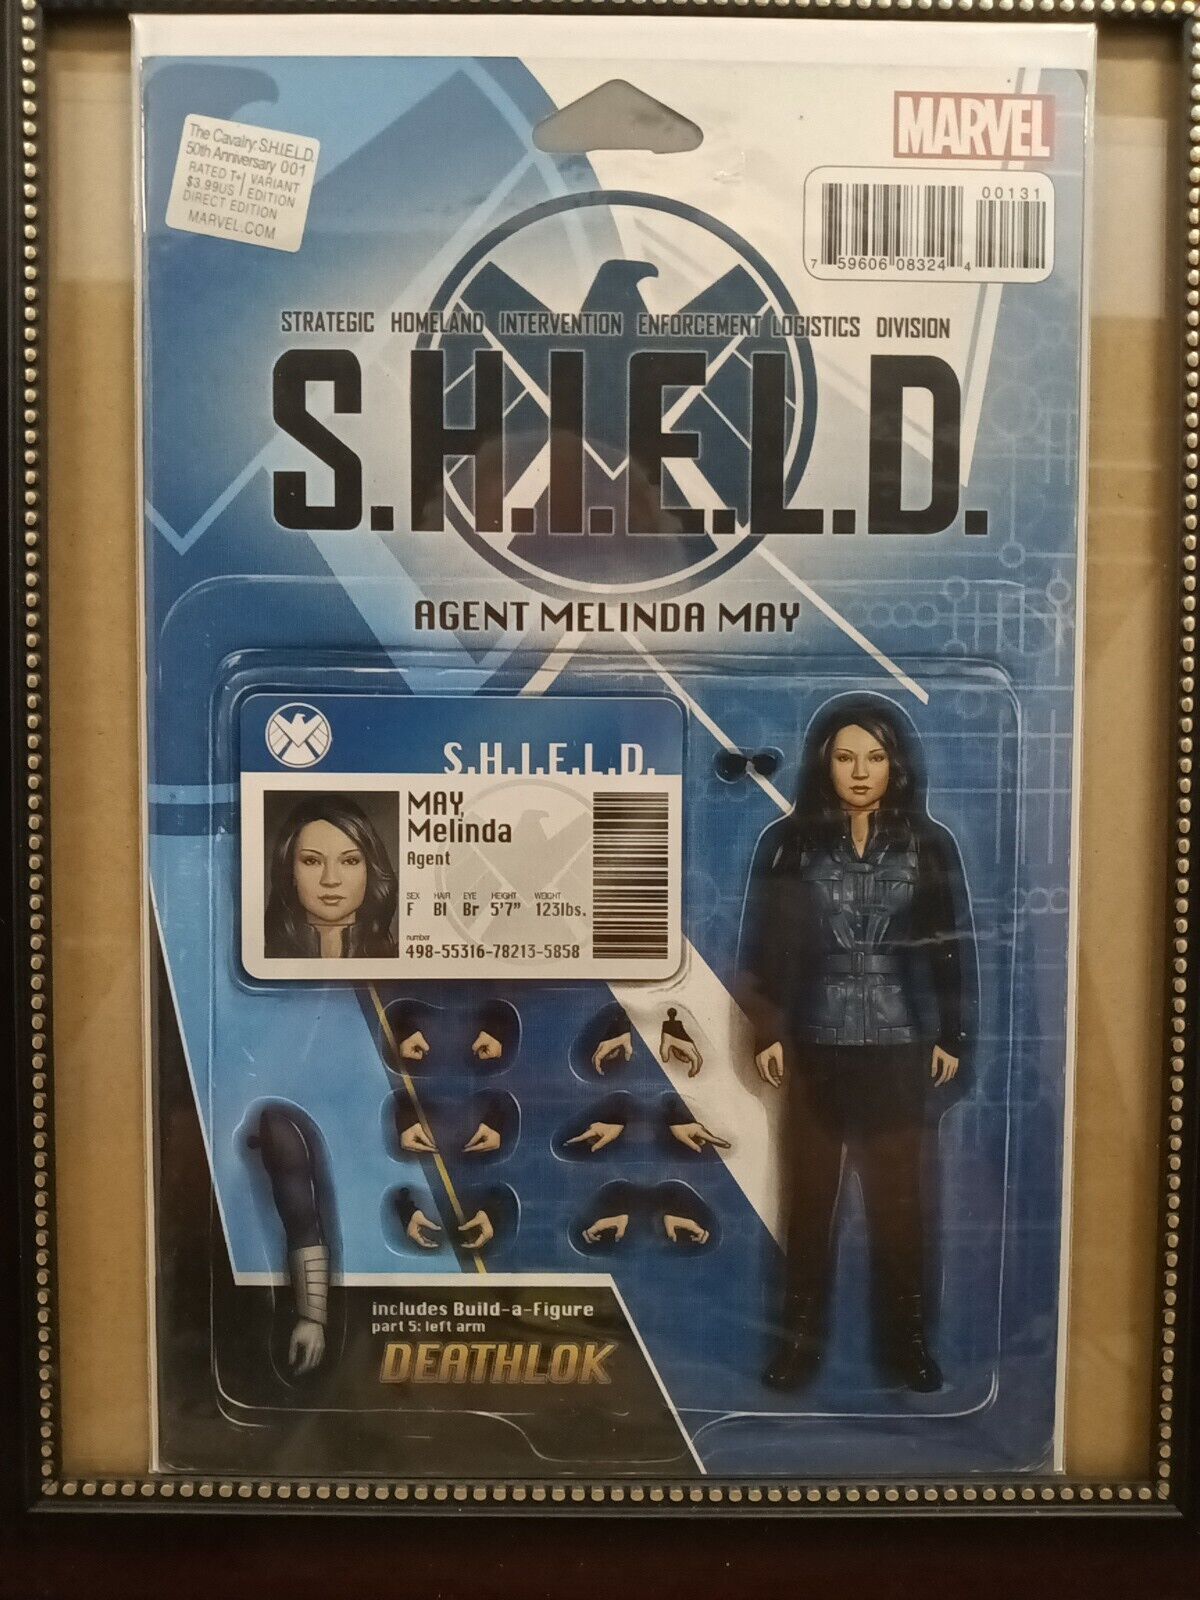 The Cavalry: S.H.I.E.L.D.
50th Anniversary 001
RATED T+ VARIANT
$3.99US EDITION
DIRECT EDITION
MARVEL.COM
MARVEL
00131
7 59606 08324 4
STRATEGIC HOMELAND INTERVENTION ENFORCEMENT LOGISTICS DIVISION
S.H.I.E.L.D.
AGENT MELINDA MAY
S.H.I.E.L.D.
MAY,
Melinda
Agent
SEX HAIR EYE HEIGHT WEIGHT
F Bl Br 5'7" 123lbs.
number
498-55316-78213-5858
includes Build-a-Figure
part 5: left arm
DEATHLOK